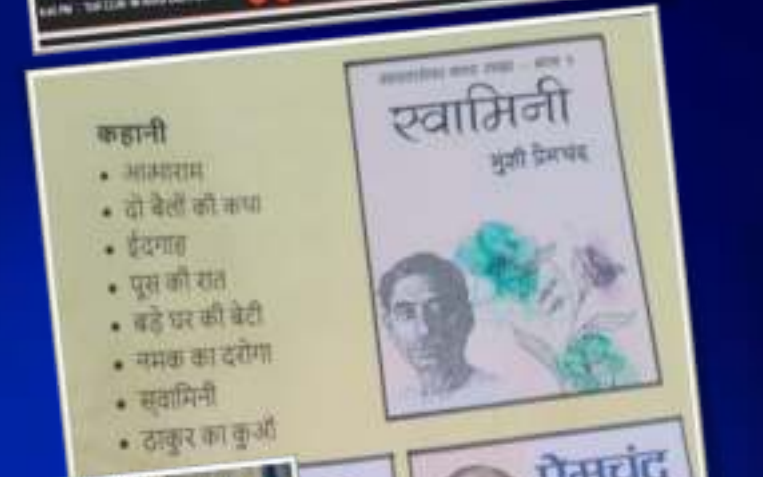 कहानी
• आत्माराम
• दो बैलों की कथा
• ईदगाह
• पूस की रात
• बड़े घर की बेटी
• नमक का दरोगा
• स्वामिनी
• ठाकुर का कुआँ
स्वामिनी
मुंशी प्रेमचंद
प्रेमचंद